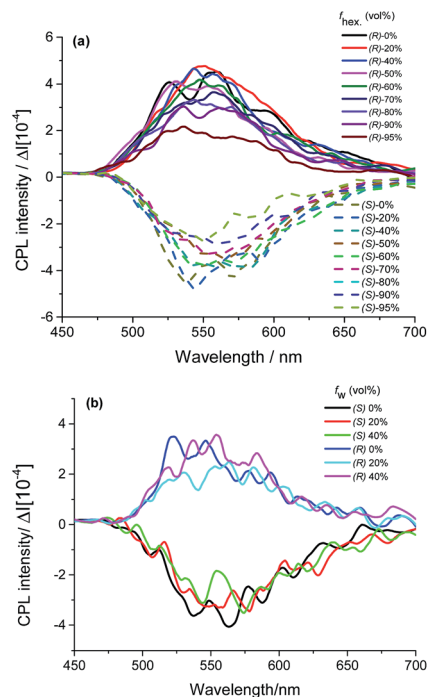 (a)
f hex. (vol%)
(R)-0%
(R)-20%
(R)-40%
(R)-50%
(R)-60%
(R)-70%
(R)-80%
(R)-90%
(R)-95%
(S)-0%
(S)-20%
(S)-40%
(S)-50%
(S)-60%
(S)-70%
(S)-80%
(S)-90%
(S)-95%
CPL intensity / ΔI[10⁻⁴]
6
4
2
0
-2
-4
-6
450 500 550 600 650 700
Wavelength / nm
(b)
f W (vol%)
(S) 0%
(S) 20%
(S) 40%
(R) 0%
(R) 20%
(R) 40%
CPL intensity/ ΔI[10⁻⁴]
4
2
0
-2
-4
450 500 550 600 650 700
Wavelength/nm